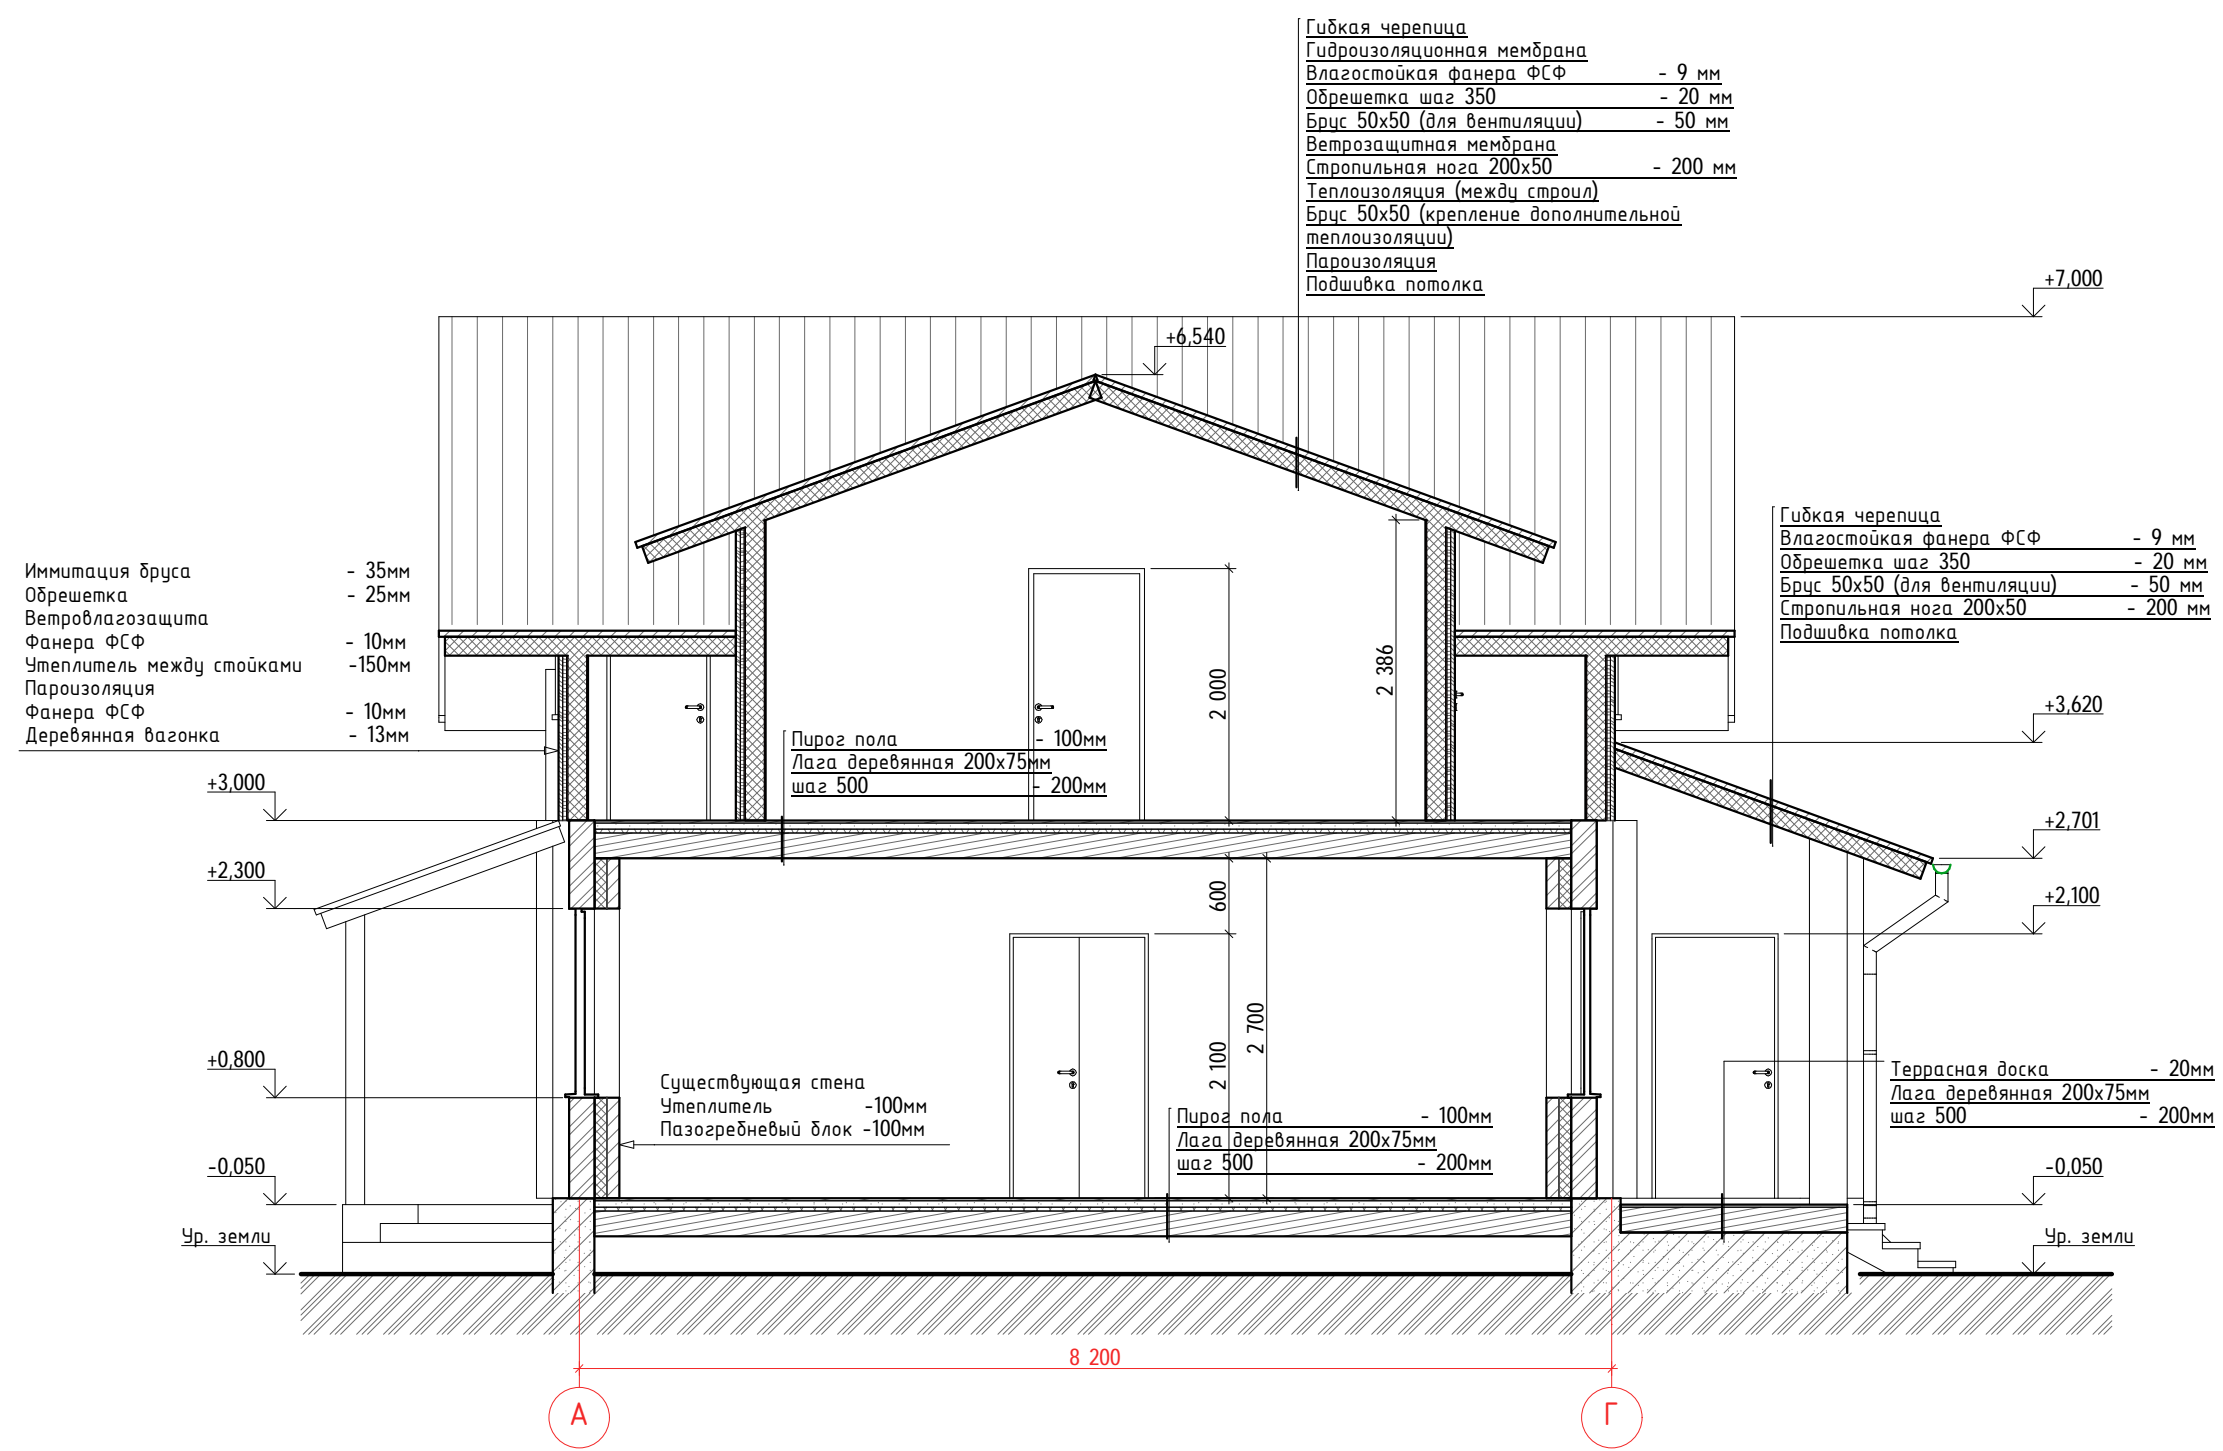 Гибкая черепица
Гидроизоляционная мембрана
Влагостойкая фанера ФСФ - 9 мм
Обрешетка шаг 350 - 20 мм
Брус 50х50 (для вентиляции) - 50 мм
Ветрозащитная мембрана
Стропильная нога 200х50 - 200 мм
Теплоизоляция (между строил)
Брус 50х50 (крепление дополнительной
теплоизоляции)
Пароизоляция
Подшивка потолка
+7,000
+6,540
Гибкая черепица
Влагостойкая фанера ФСФ - 9 мм
Обрешетка шаг 350 - 20 мм
Брус 50х50 (для вентиляции) - 50 мм
Стропильная нога 200х50 - 200 мм
Подшивка потолка
Иммитация бруса - 35мм
Обрешетка - 25мм
Ветровлагозащита
Фанера ФСФ - 10мм
Утеплитель между стойками -150мм
Пароизоляция
Фанера ФСФ - 10мм
Деревянная вагонка - 13мм
2 000
2 386
+3,620
Пирог пола - 100мм
Лага деревянная 200х75мм
шаг 500 - 200мм
+3,000
+2,701
+2,300
600
+2,100
2 100
2 700
+0,800
Существующая стена
Утеплитель -100мм
Пазогребневый блок -100мм
Пирог пола - 100мм
Лага деревянная 200х75мм
шаг 500 - 200мм
Террасная доска - 20мм
Лага деревянная 200х75мм
шаг 500 - 200мм
-0,050
-0,050
Ур. земли
Ур. земли
8 200
А
Г